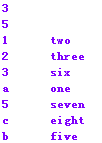 3
5
1 two
2 three
3 six
a one
5 seven
c eight
b five